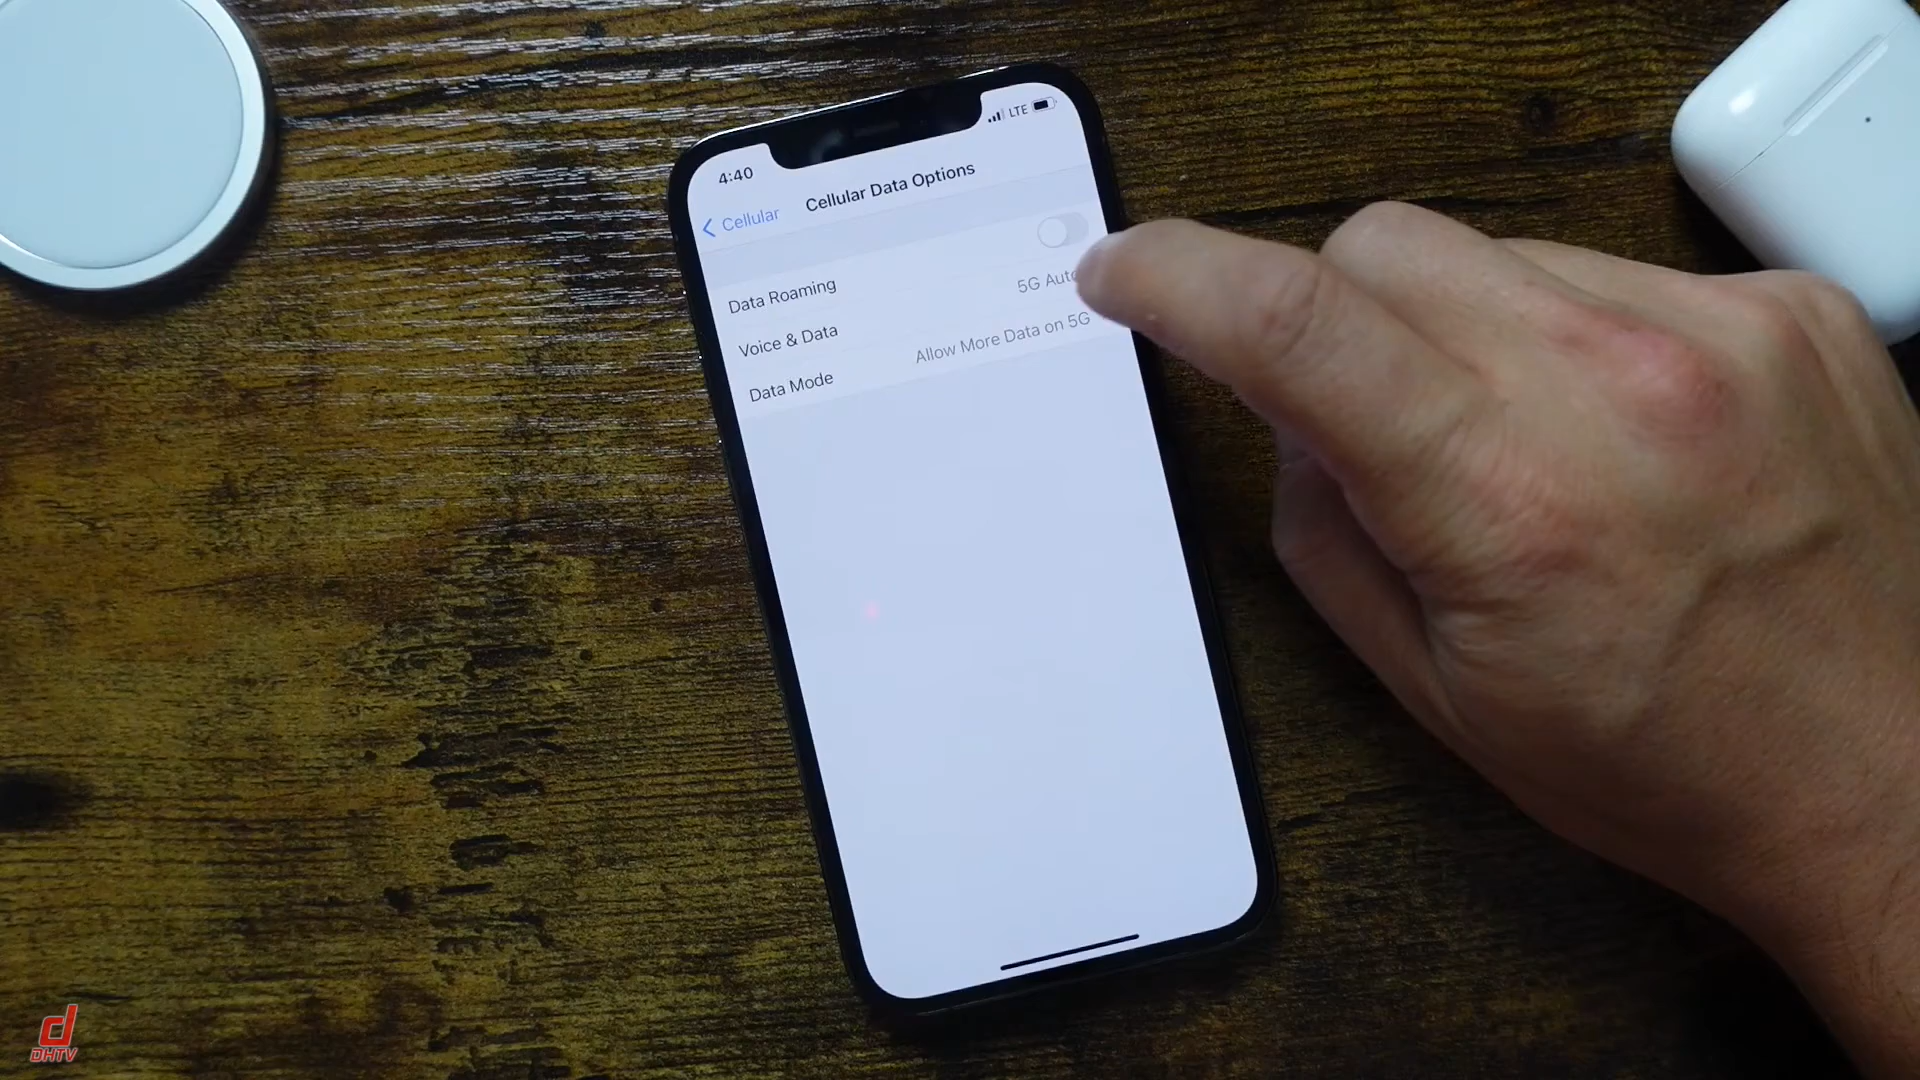 4:40
LTE
Cellular
Cellular Data Options
Data Roaming
Voice & Data
5G Auto
Data Mode
Allow More Data on 5G
DHTV